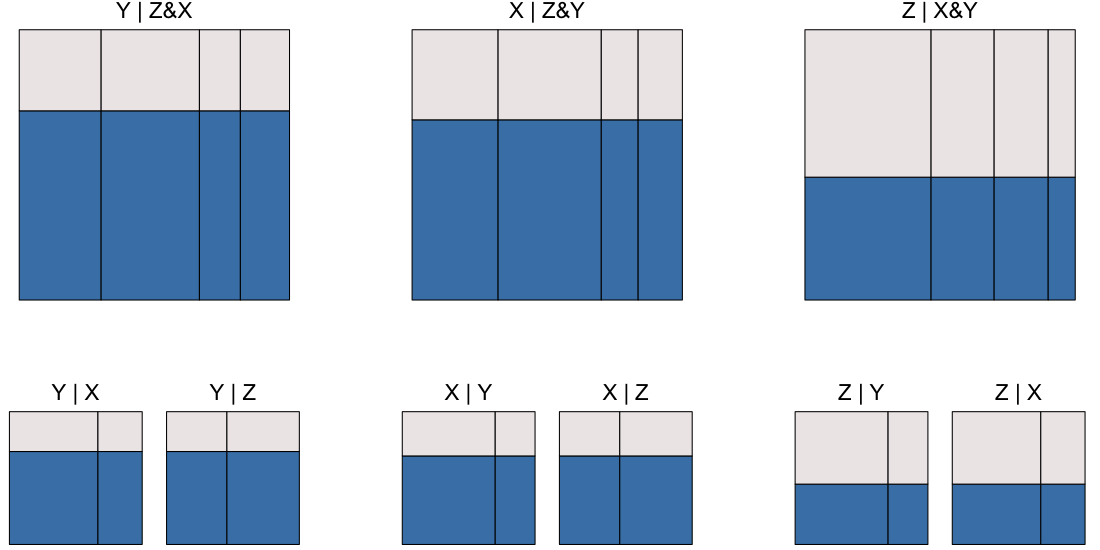 Y | Z&X
X | Z&Y
Z | X&Y
Y | X
Y | Z
X | Y
X | Z
Z | Y
Z | X